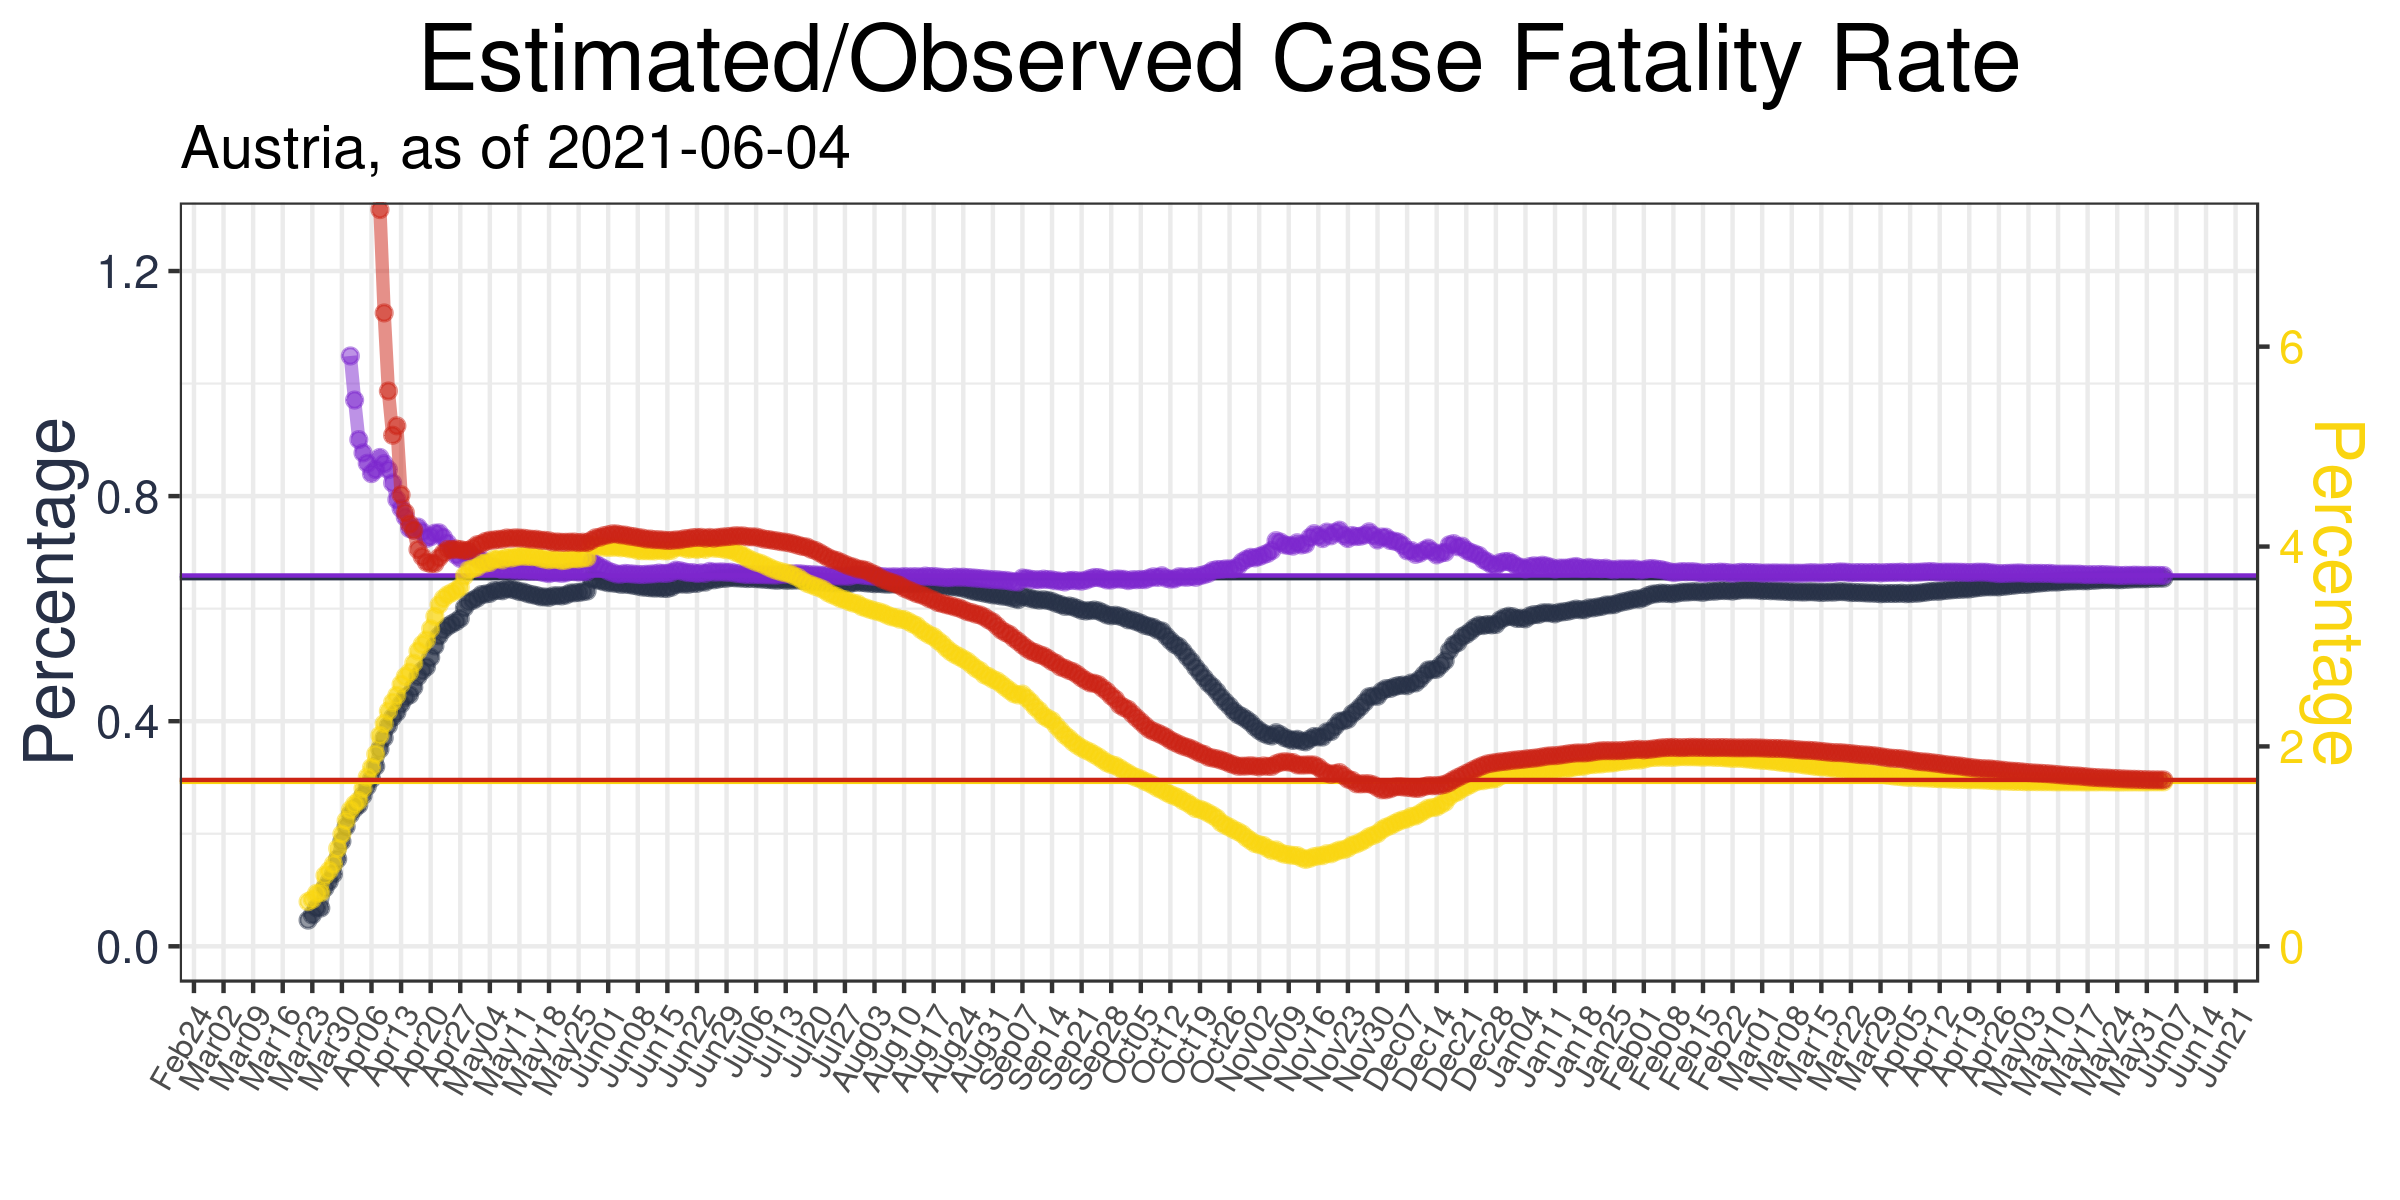 Estimated/Observed Case Fatality Rate
Austria, as of 2021-06-04
Percentage
1.2
0.8
0.4
0.0
6
4
2
0
Percentage
Feb24 Mar02 Mar09 Mar16 Mar23 Mar30 Apr06 Apr13 Apr20 Apr27 May04 May11 May18 May25 Jun01 Jun08 Jun15 Jun22 Jun29 Jul06 Jul13 Jul20 Jul27 Aug03 Aug10 Aug17 Aug24 Aug31 Sep07 Sep14 Sep21 Sep28 Oct05 Oct12 Oct19 Oct26 Nov02 Nov09 Nov16 Nov23 Nov30 Dec07 Dec14 Dec21 Dec28 Jan04 Jan11 Jan18 Jan25 Feb01 Feb08 Feb15 Feb22 Mar01 Mar08 Mar15 Mar22 Mar29 Apr05 Apr12 Apr19 Apr26 May03 May10 May17 May24 May31 Jun07 Jun14 Jun21